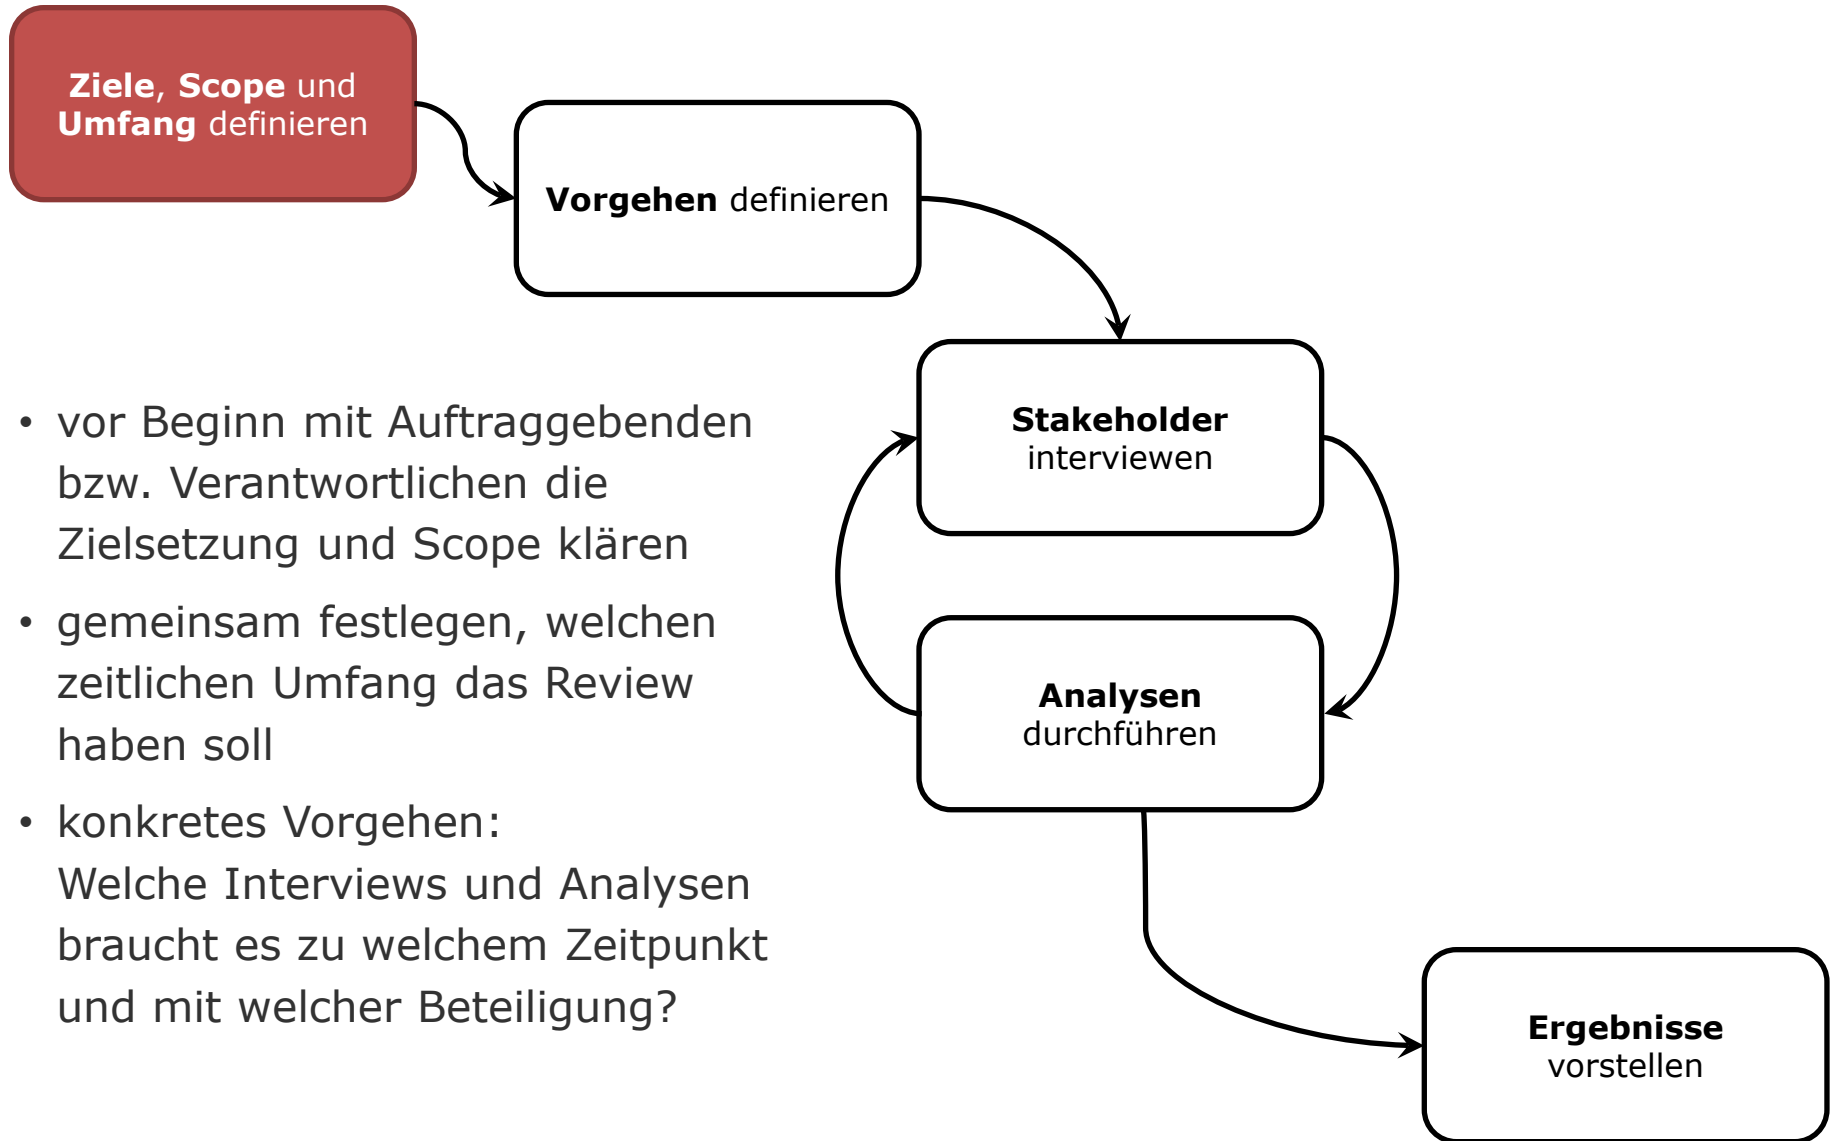 Ziele, Scope und
Umfang definieren
Vorgehen definieren
Stakeholder
interviewen
Analysen
durchführen
Ergebnisse
vorstellen
• vor Beginn mit Auftraggebenden
bzw. Verantwortlichen die
Zielsetzung und Scope klären
• gemeinsam festlegen, welchen
zeitlichen Umfang das Review
haben soll
• konkretes Vorgehen:
Welche Interviews und Analysen
braucht es zu welchem Zeitpunkt
und mit welcher Beteiligung?